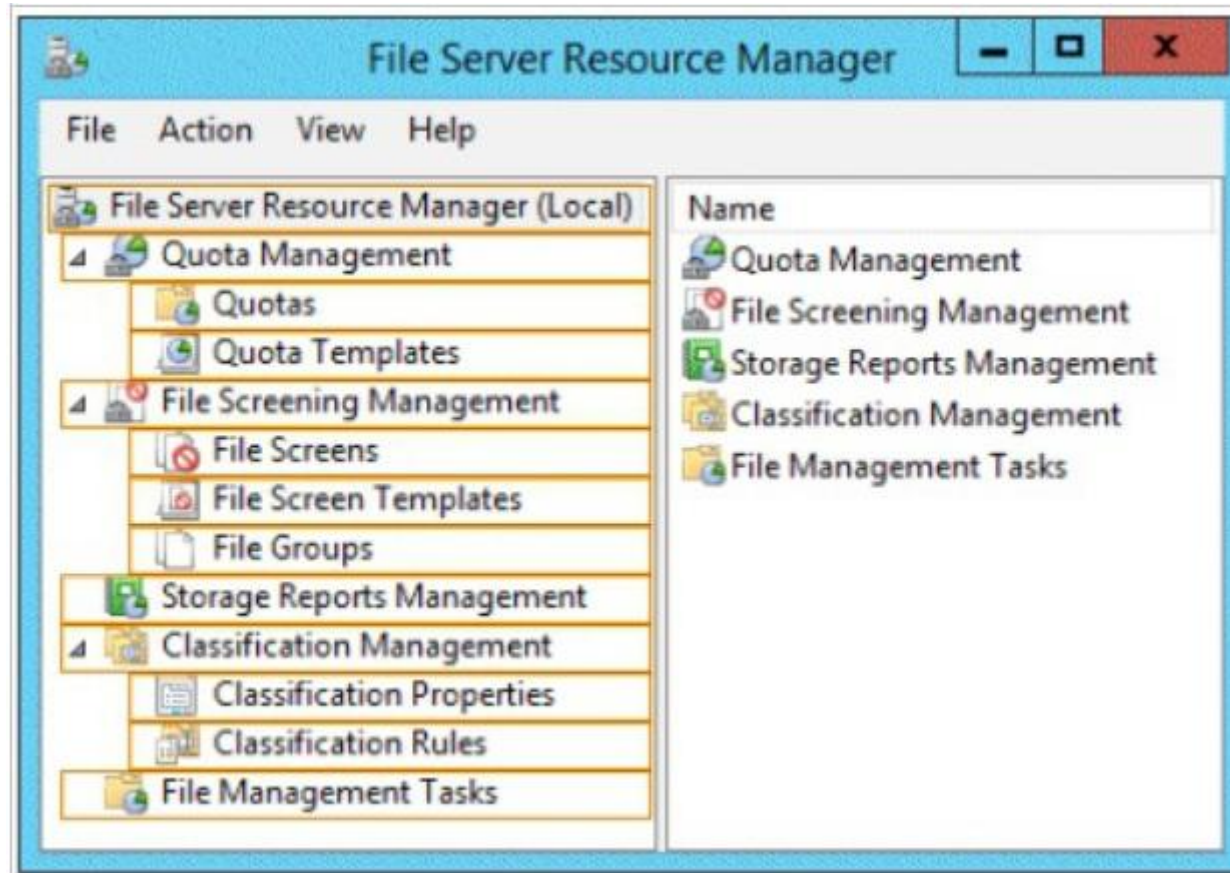 File Server Resource Manager
File Action View Help
File Server Resource Manager (Local)
Quota Management
Quotas
Quota Templates
File Screening Management
File Screens
File Screen Templates
File Groups
Storage Reports Management
Classification Management
Classification Properties
Classification Rules
File Management Tasks
Name
Quota Management
File Screening Management
Storage Reports Management
Classification Management
File Management Tasks